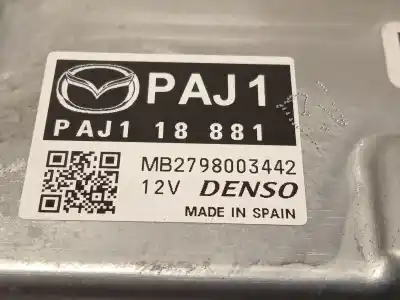 PAJ1
PAJ1 18 881
MB2798003442
12V DENSO
MADE IN SPAIN